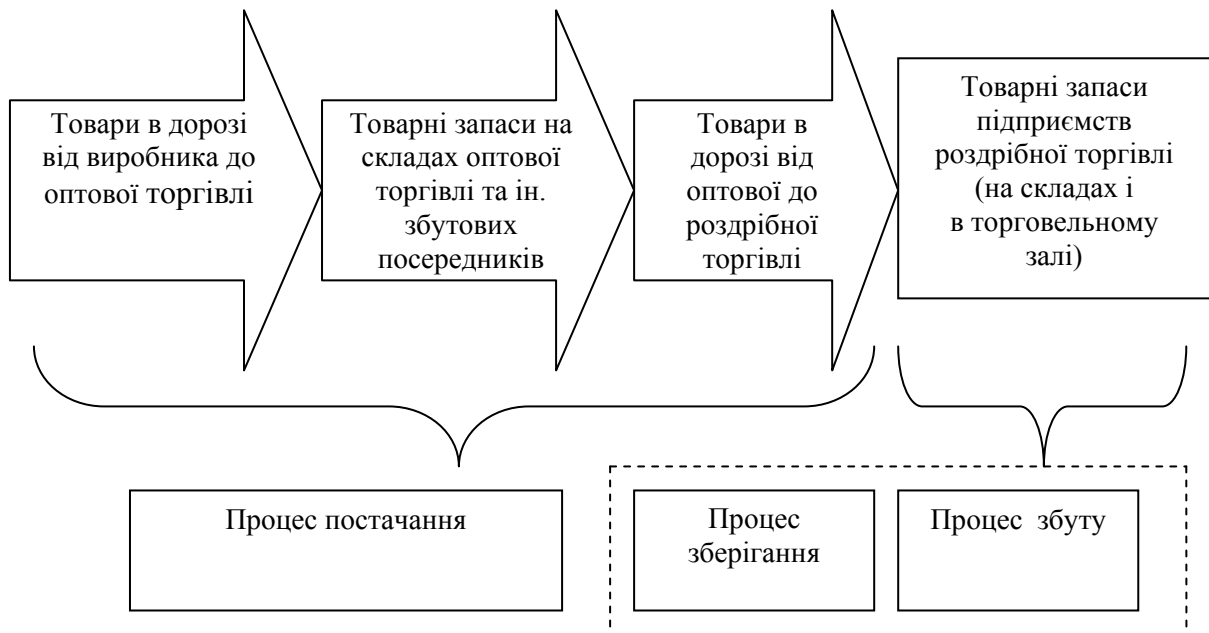 Товари в дорозі
від виробника до
оптової торгівлі
Товарні запаси на
складах оптової
торгівлі та ін.
збутових
посередників
Товари в
дорозі від
оптової до
роздрібної
торгівлі
Товарні запаси
підприємств
роздрібної торгівлі
(на складах і
в торговельному
залі)
Процес постачання
Процес
зберігання
Процес збуту